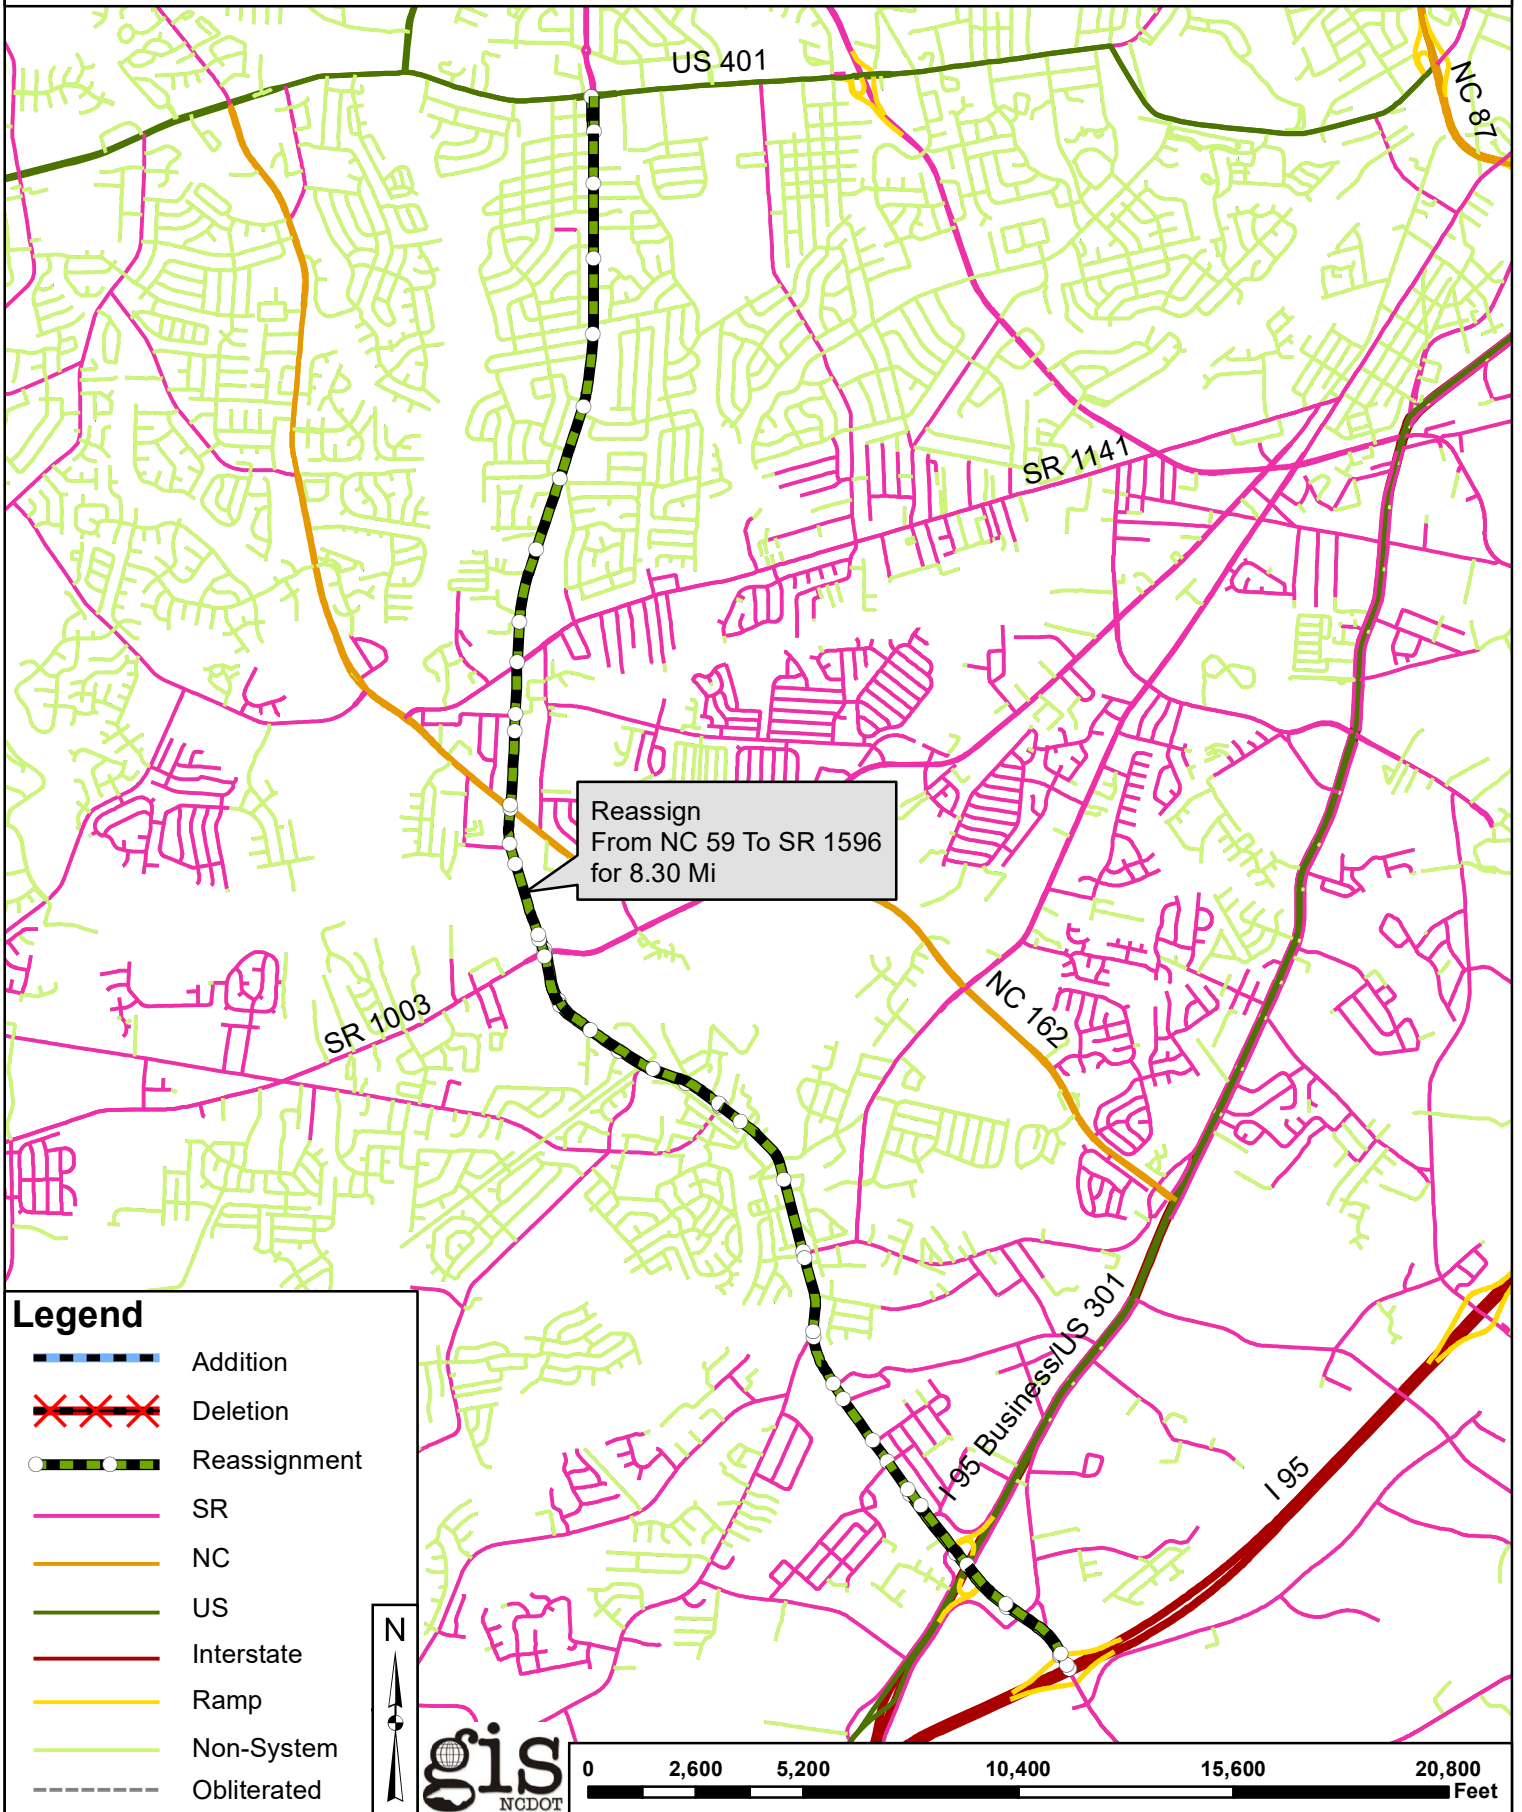 US 401
NC 87
SR 1141
Reassign
From NC 59 To SR 1596
for 8.30 Mi
NC 162
SR 1003
I 95 Business/US 301
I 95
Legend
Addition
Deletion
Reassignment
SR
NC
US
Interstate
Ramp
Non-System
Obliterated
N
gis
NCDOT
0 2,600 5,200 10,400 15,600 20,800
Feet